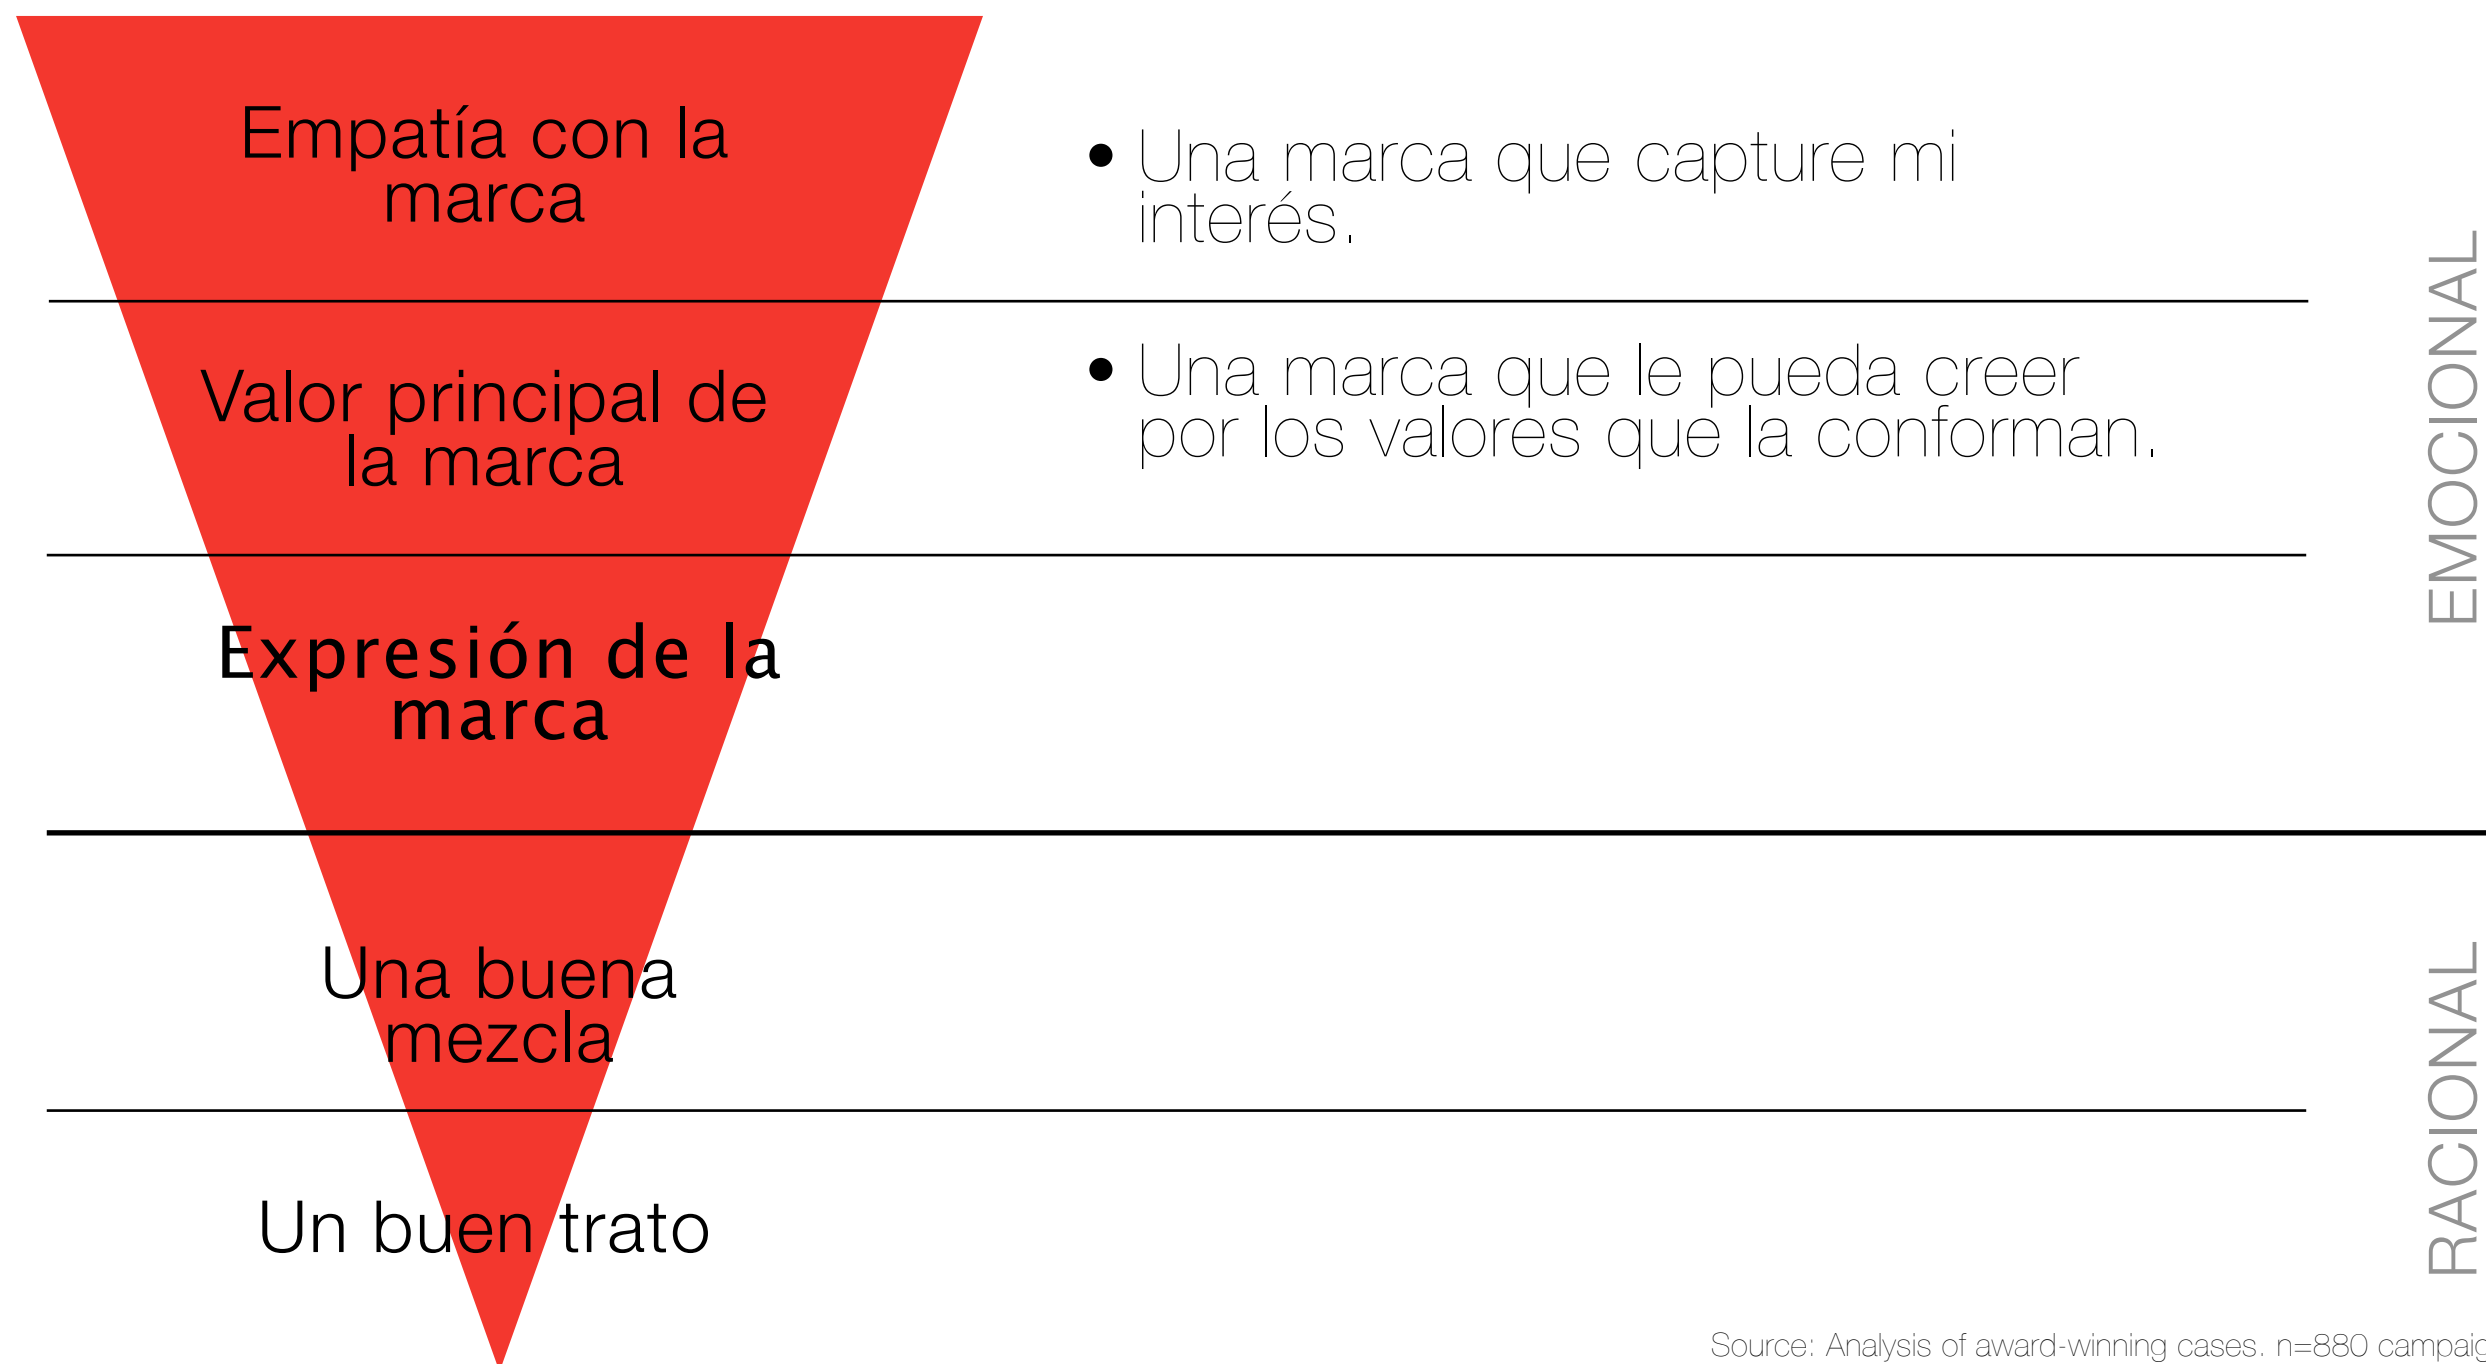 Empatía con la
marca
• Una marca que capture mi
interés.
Valor principal de
la marca
• Una marca que le pueda creer
por los valores que la conforman.
EMOCIONAL
Expresión de la
marca
Una buena
mezcla
Un buen trato
RACIONAL
Source: Analysis of award-winning cases. n=880